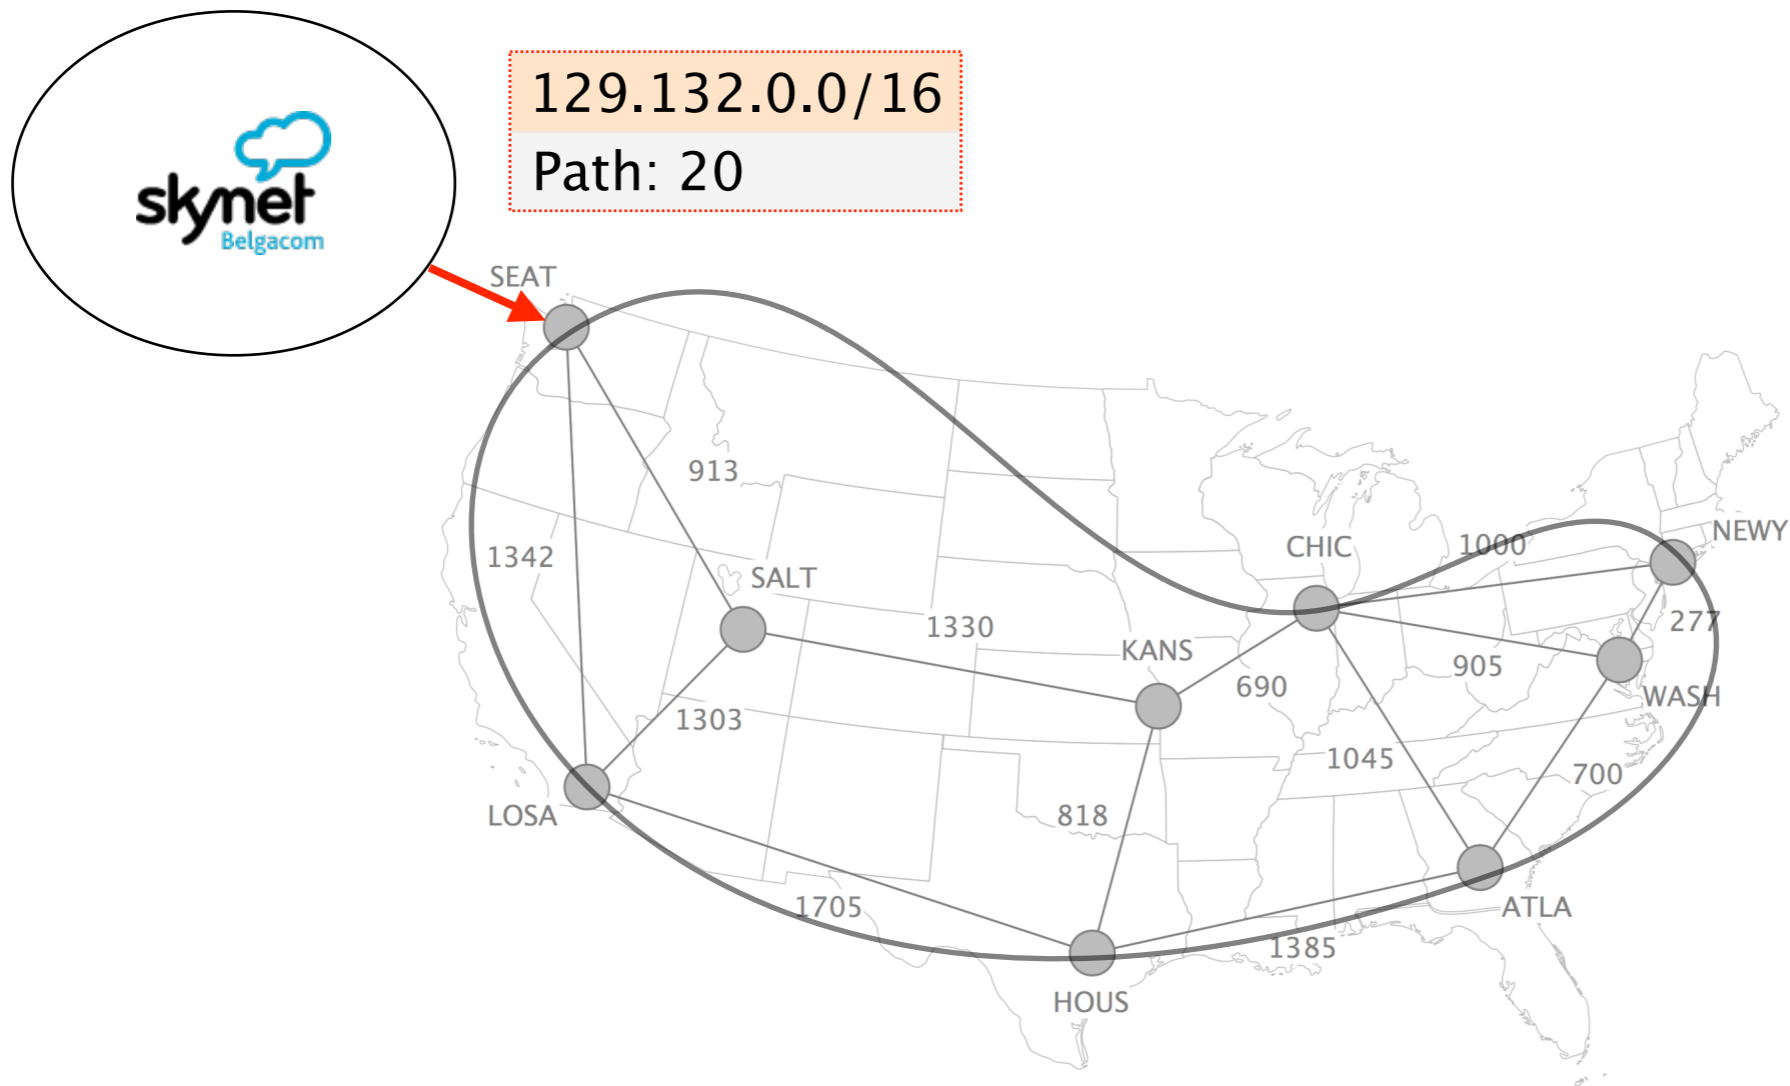 129.132.0.0/16
Path: 20
skynet
Belgacom
SEAT
913
NEWY
1000
CHIC
1342
SALT
277
1330
KANS
905
690
WASH
1303
1045
700
LOSA
818
1705
ATLA
1385
HOUS